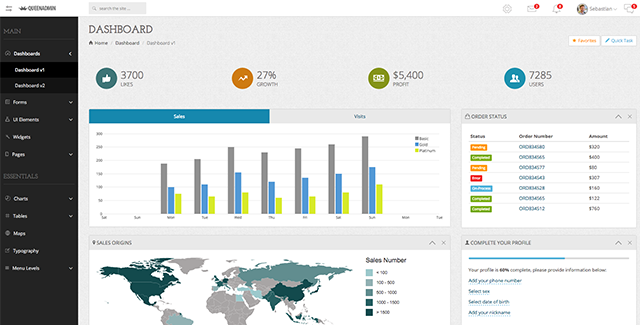 QUEENADMIN
search the site ...
2
8
Sebastian
1
MAIN
Dashboards
Dashboard v1
Dashboard v2
Forms
UI Elements
Widgets
Pages
ESSENTIALS
Charts
Tables
Maps
Typography
Menu Levels
DASHBOARD
Home / Dashboard / Dashboard v1
Favorites
Quick Task
3700
LIKES
27%
GROWTH
$5,400
PROFIT
7285
USERS
Sales
Visits
300
250
200
150
100
50
0
Sat Sun Mon Tue Wed Thu Fri Sat Sun Mon Tue
Basic
Gold
Platinum
ORDER STATUS
Status Order Number Amount
Pending ORD834580 $320
Completed ORD834565 $400
Pending ORD834577 $80
Error ORD834543 $307
On Process ORD834528 $160
Completed ORD834565 $122
Completed ORD834512 $760
SALES ORIGINS
Sales Number
< 100
100 - 600
600 - 1000
1000 - 1500
> 1500
COMPLETE YOUR PROFILE
Your profile is 60% complete, please provide information below:
Add your phone number
Select sex
Select date of birth
Add your nickname